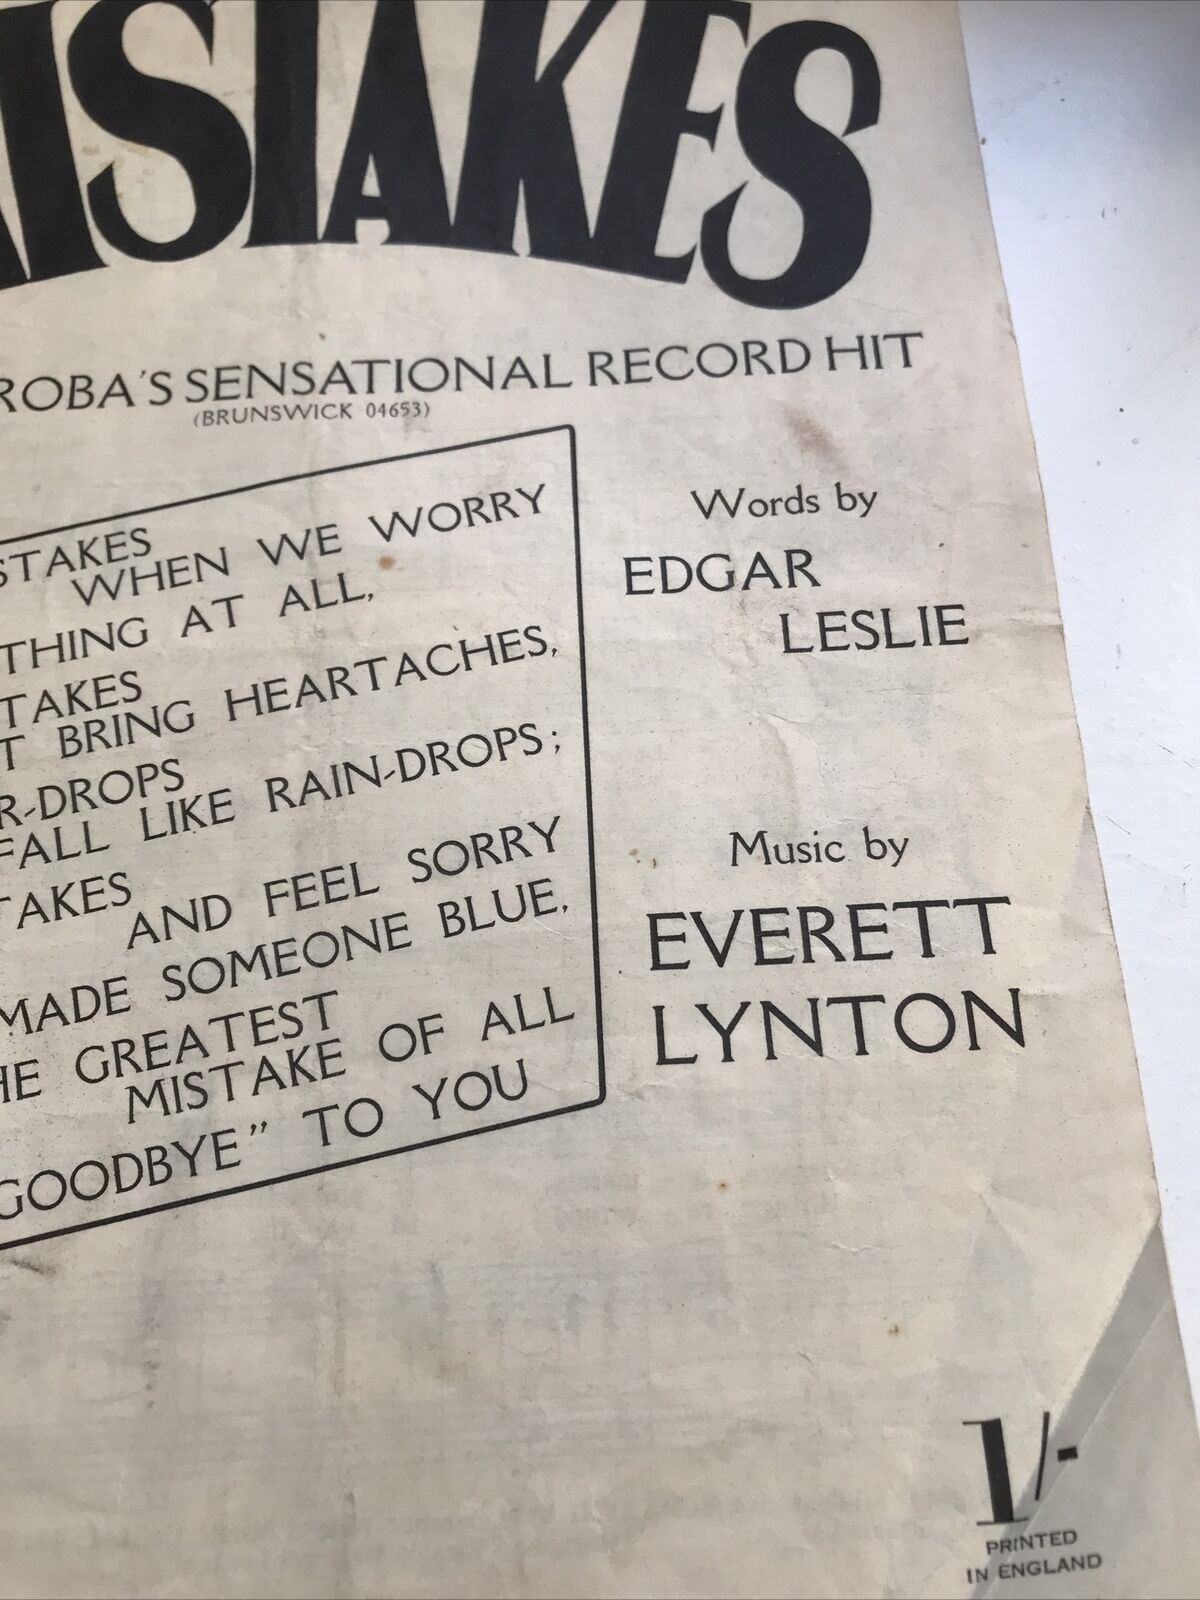 ISTAKES
ROBA'S SENSATIONAL RECORD HIT
(BRUNSWICK 04653)
STAKES
WHEN WE WORRY
THING AT ALL,
TAKES
T BRING HEARTACHES,
R-DROPS
FALL LIKE RAIN-DROPS;
TAKES
AND FEEL SORRY
MADE SOMEONE BLUE,
HE GREATEST
MISTAKE OF ALL
GOODBYE" TO YOU
Words by
EDGAR
LESLIE
Music by
EVERETT
LYNTON
1/-
PRINTED
IN ENGLAND